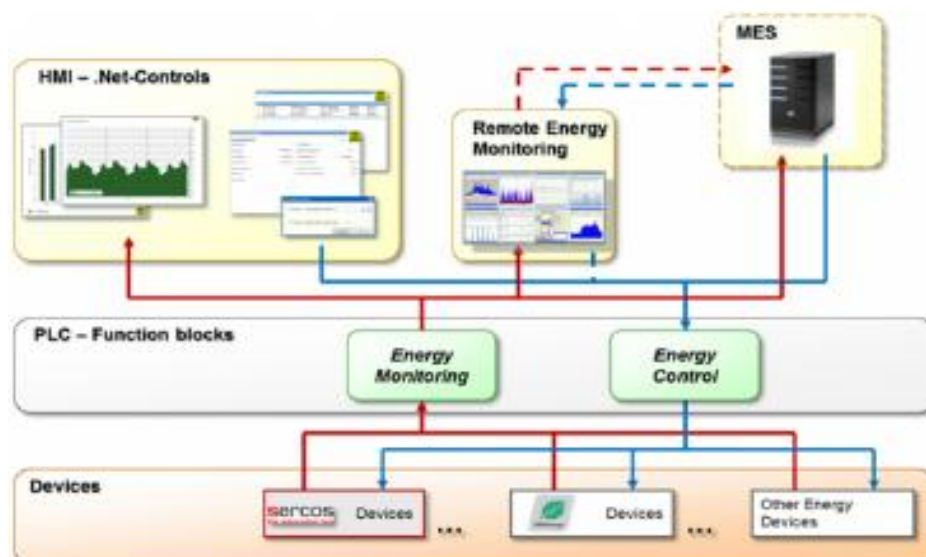 MES
HMI – .Net-Controls
Remote Energy
Monitoring
PLC – Function blocks
Energy
Monitoring
Energy
Control
Devices
sercos
Devices
...
Devices
...
Other Energy
Devices